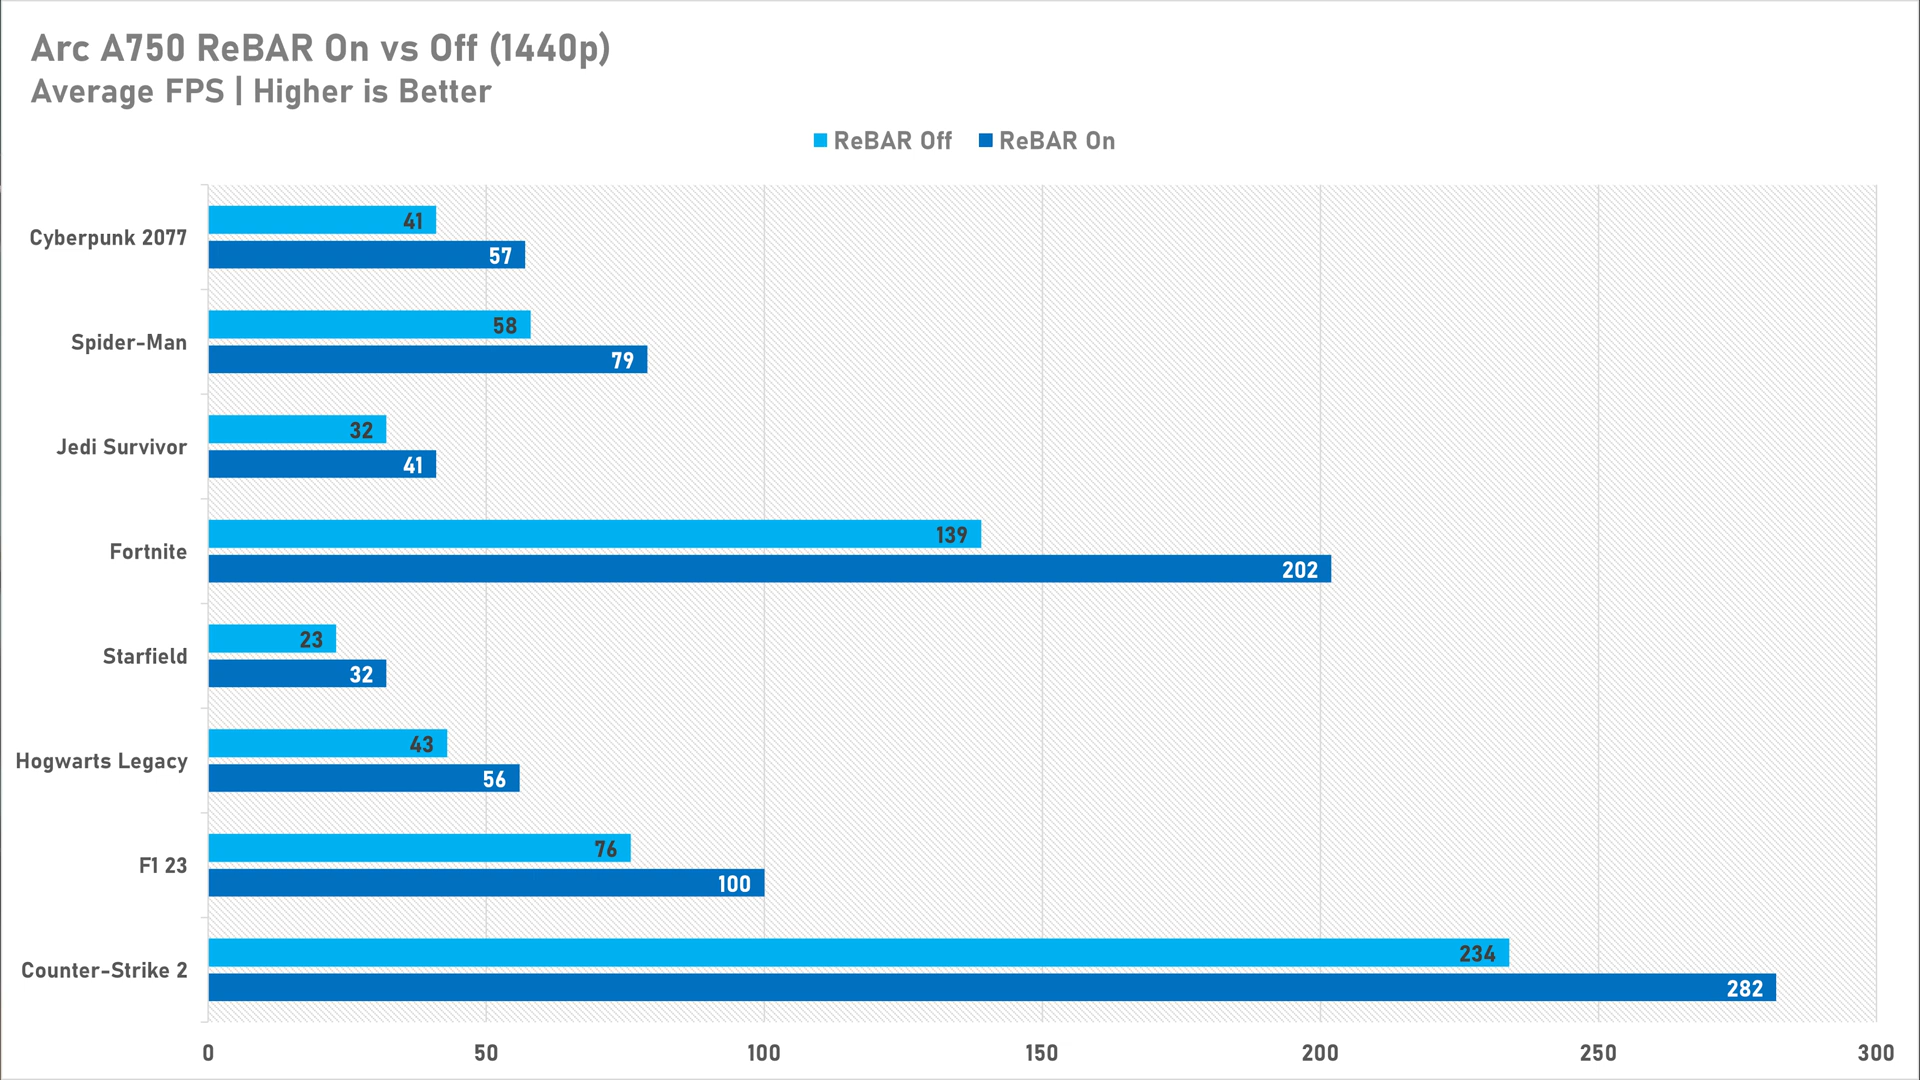 Arc A750 ReBAR On vs Off (1440p)
Average FPS | Higher is Better
ReBAR Off ReBAR On
Cyberpunk 2077
41
57
Spider-Man
58
79
Jedi Survivor
32
41
Fortnite
139
202
Starfield
23
32
Hogwarts Legacy
43
56
F1 23
76
100
Counter-Strike 2
234
282
0 50 100 150 200 250 300